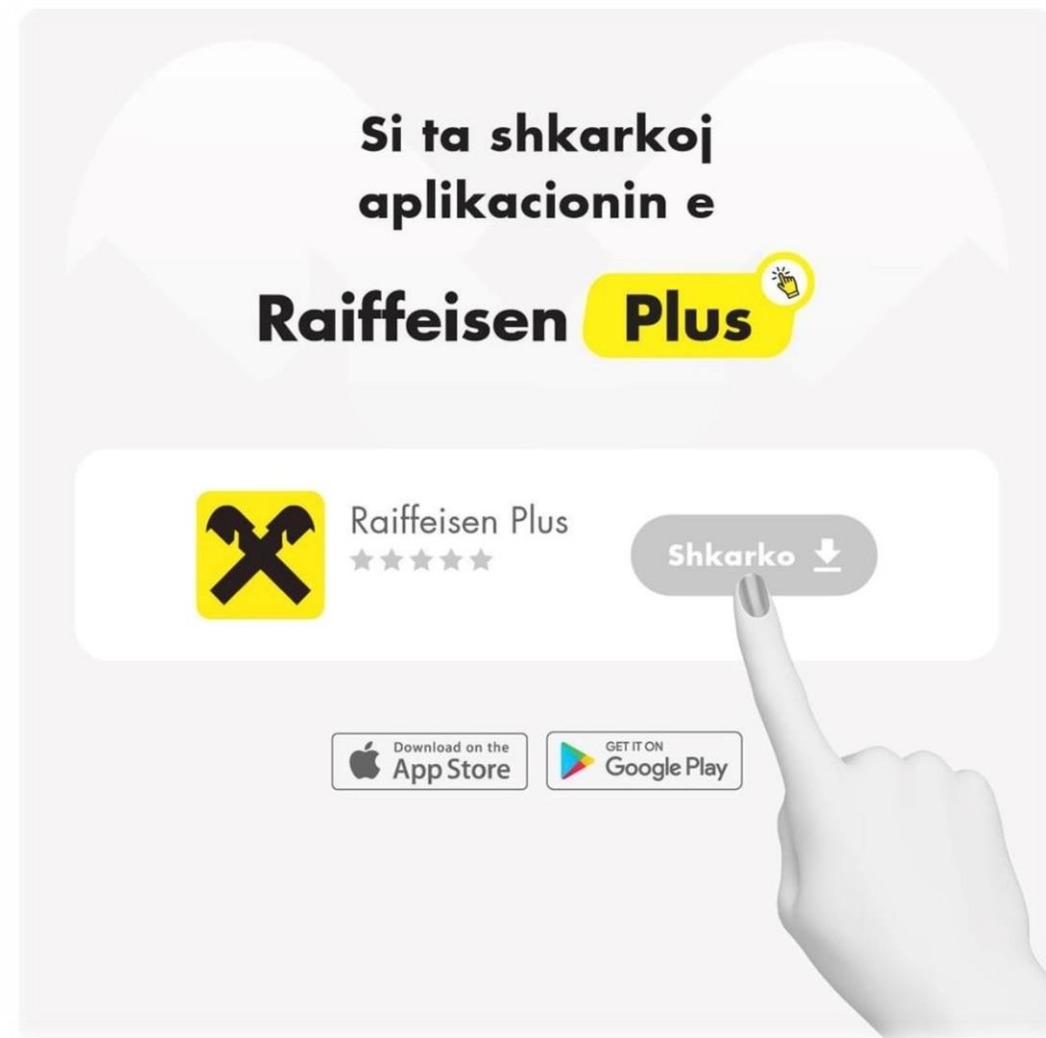 Si ta shkarkoj
aplikacionin e
Raiffeisen Plus
Raiffeisen Plus
Shkarko
Download on the
App Store
GET IT ON
Google Play